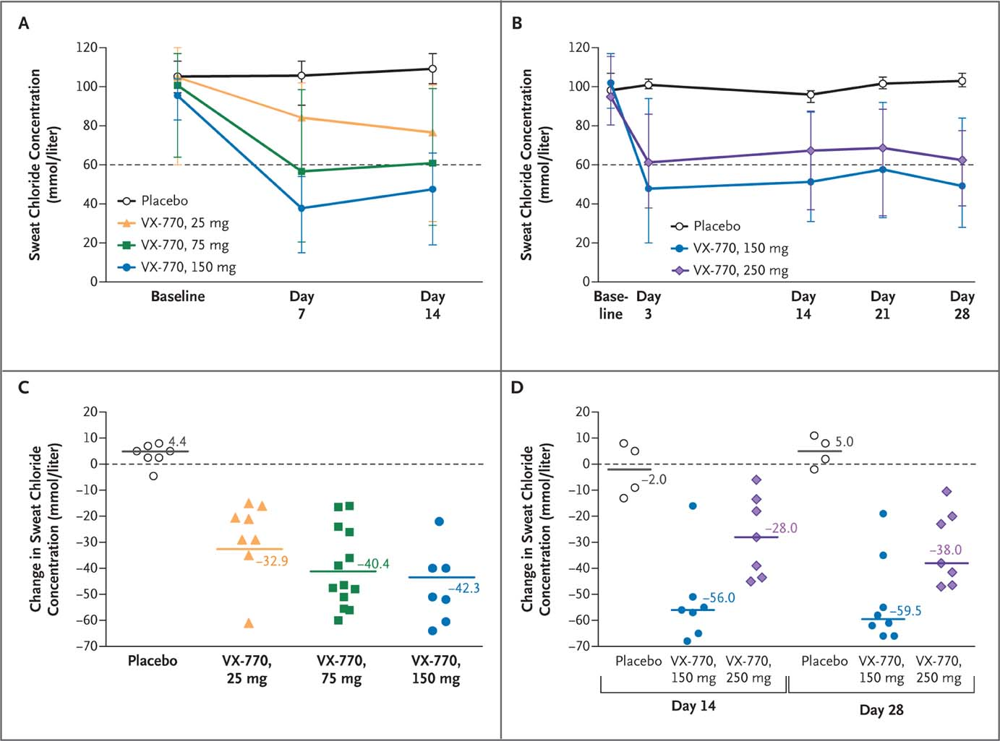 A
Sweat Chloride Concentration
(mmol/liter)
120
100
80
60
40
20
0
Placebo
VX-770, 25 mg
VX-770, 75 mg
VX-770, 150 mg
Baseline
Day
7
Day
14
B
Sweat Chloride Concentration
(mmol/liter)
120
100
80
60
40
20
0
Placebo
VX-770, 150 mg
VX-770, 250 mg
Base-
line
Day
3
Day
14
Day
21
Day
28
C
Change in Sweat Chloride
Concentration (mmol/liter)
20
10
0
−10
−20
−30
−40
−50
−60
−70
4.4
−32.9
−40.4
−42.3
Placebo
VX-770,
25 mg
VX-770,
75 mg
VX-770,
150 mg
D
Change in Sweat Chloride
Concentration (mmol/liter)
20
10
0
−10
−20
−30
−40
−50
−60
−70
−2.0
−56.0
−28.0
5.0
−59.5
−38.0
Placebo
VX-770,
150 mg
VX-770,
250 mg
Placebo
VX-770,
150 mg
VX-770,
250 mg
Day 14
Day 28